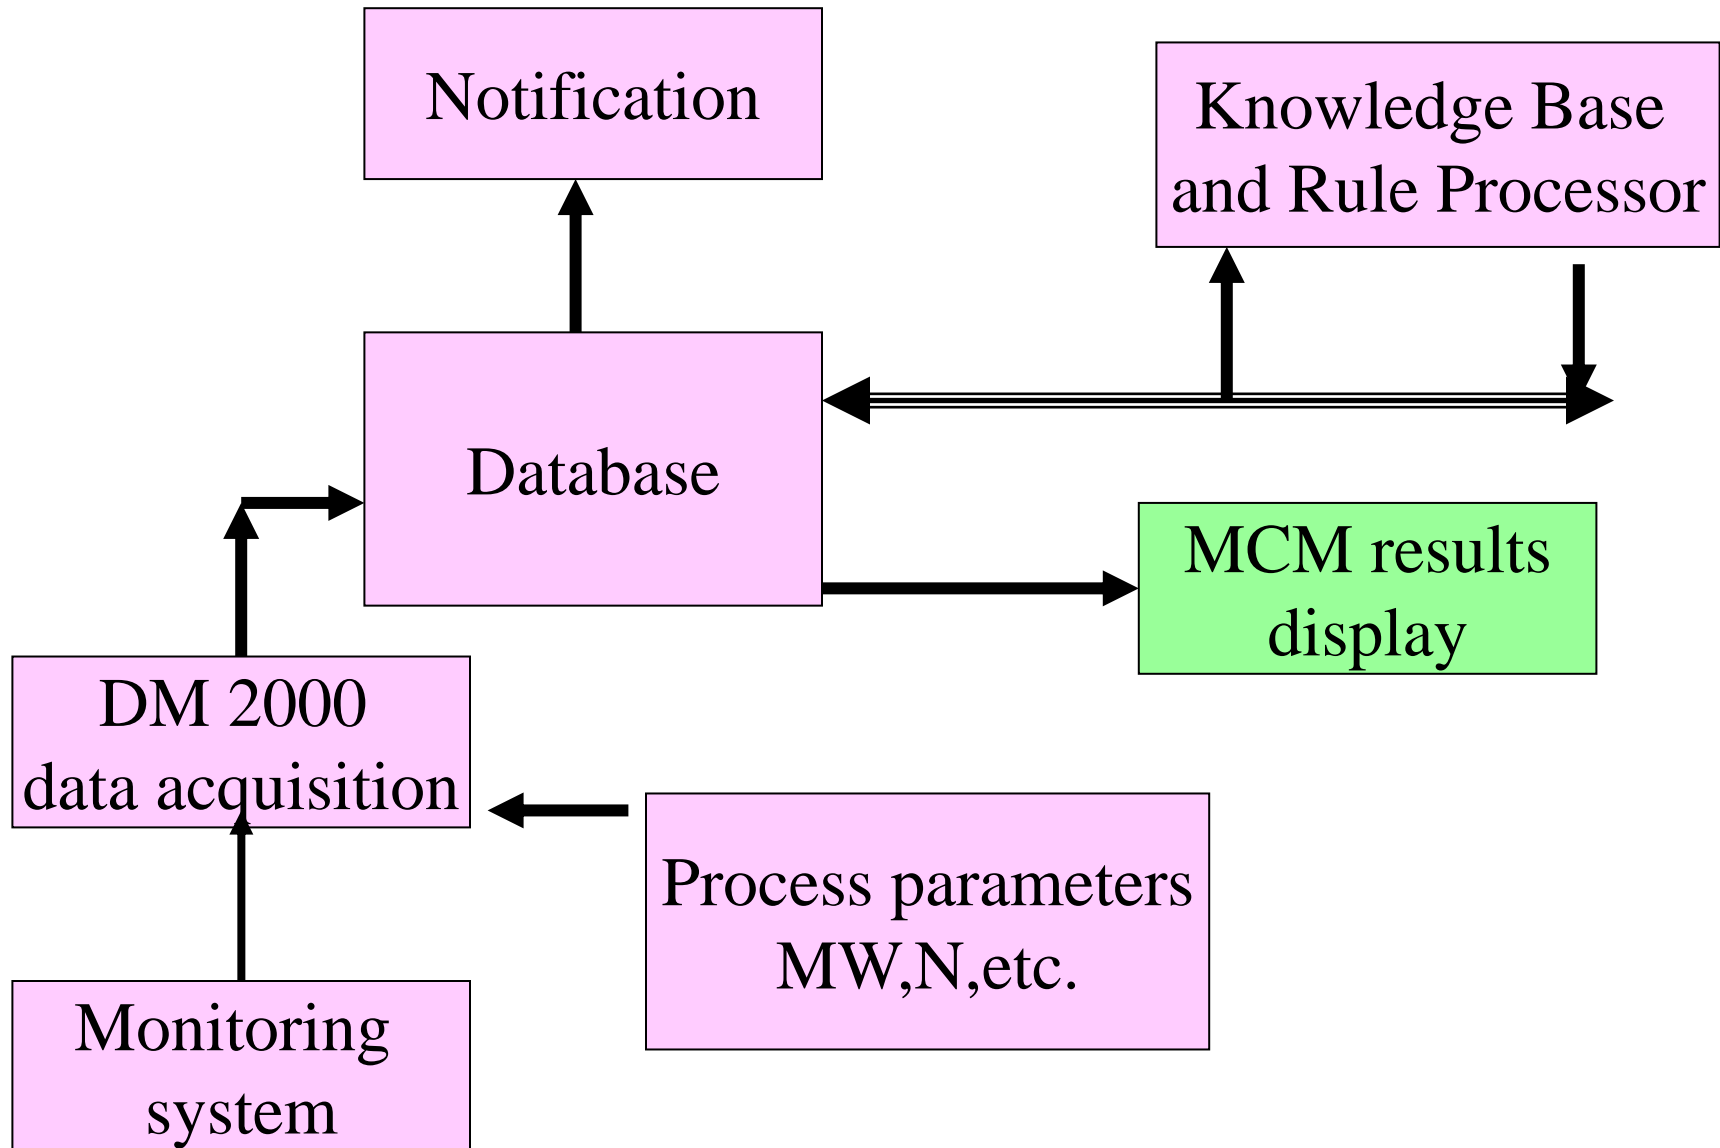 Notification
Knowledge Base
and Rule Processor
Database
MCM results
display
DM 2000
data acquisition
Process parameters
MW,N,etc.
Monitoring
system